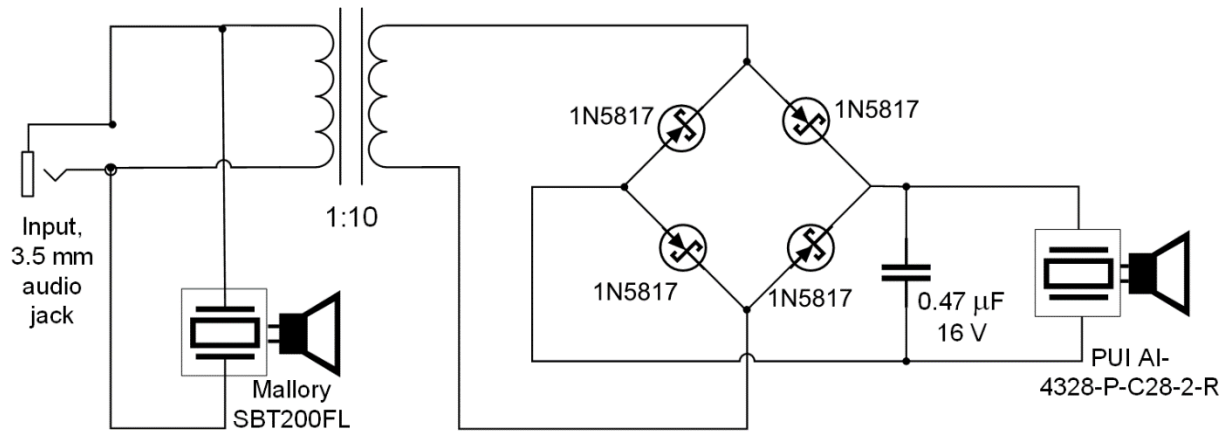 Input,
3.5 mm
audio
jack
1:10
Mallory
SBT200FL
1N5817
1N5817
1N5817
1N5817
0.47 μF
16 V
PUI AI-
4328-P-C28-2-R